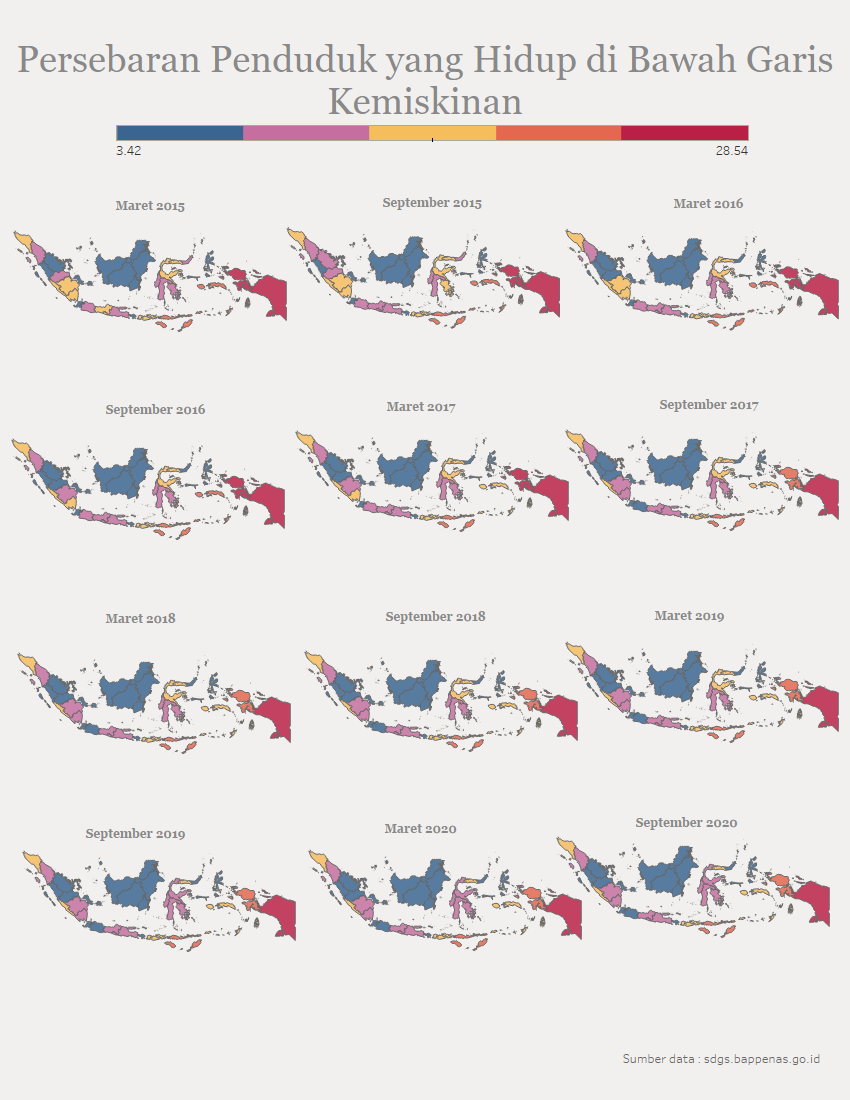 Persebaran Penduduk yang Hidup di Bawah Garis
Kemiskinan
3.42 28.54
Maret 2015 September 2015 Maret 2016
September 2016 Maret 2017 September 2017
Maret 2018 September 2018 Maret 2019
September 2019 Maret 2020 September 2020
Sumber data : sdgs.bappenas.go.id